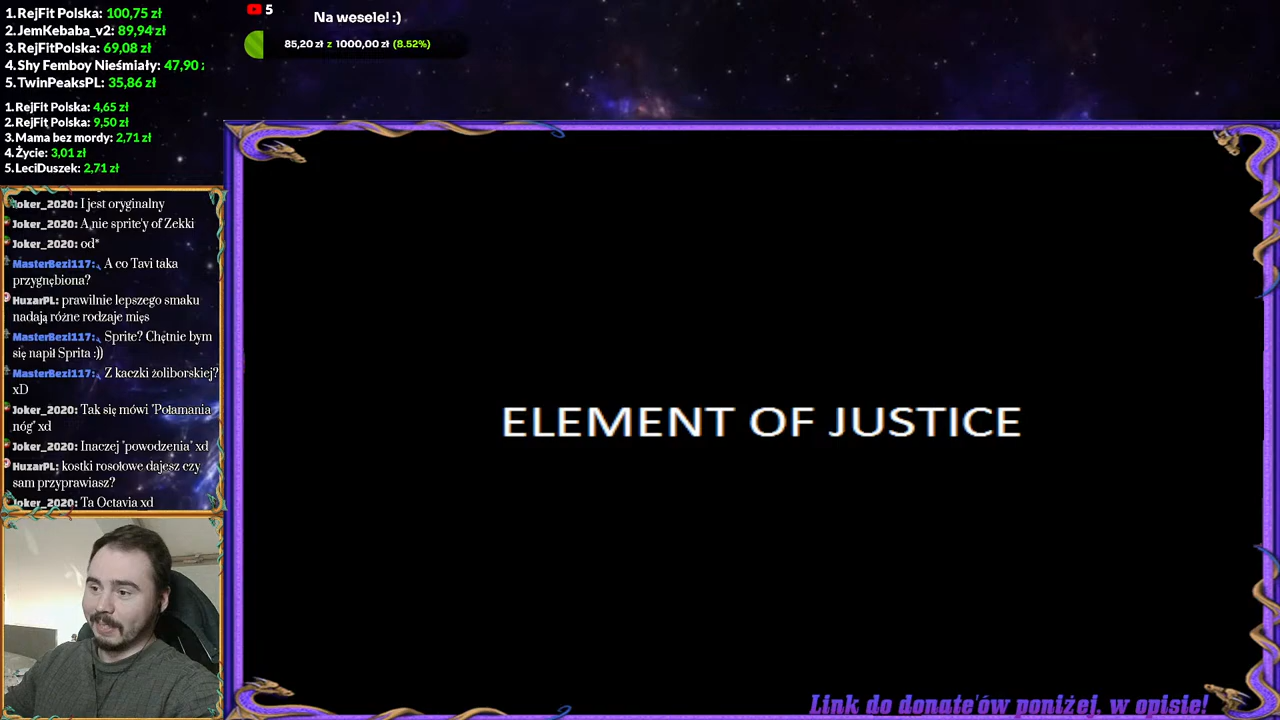 1.RejFit Polska: 100,75 zł
2.JemKebaba_v2: 89,94 zł
3.RejFitPolska: 69,08 zł
4.Shy Femboy Nieśmiały: 47,90 z
5.TwinPeaksPL: 35,86 zł
1.RejFit Polska: 4,65 zł
2.RejFit Polska: 9,50 zł
3.Mama bez mordy: 2,71 zł
4.Życie: 3,01 zł
5.LeciDuszek: 2,71 zł
5
Na wesele! :)
85,20 zł z 1000,00 zł (8.52%)
Joker_2020: I jest oryginalny
Joker_2020: A nie sprite'y of Zekki
Joker_2020: od*
MasterBezi117: A co Tavi taka
przygnębiona?
HuzarPL: prawilnie lepszego smaku
nadają różne rodzaje mięs
MasterBezi117: Sprite? Chętnie bym
się napił Sprita :))
MasterBezi117: Z kaczki żoliborskiej?
xD
Joker_2020: Tak się mówi "Połamania
nóg" xd
Joker_2020: Inaczej "powodzenia" xd
HuzarPL: kostki rosołowe dajesz czy
sam przyprawiasz?
Joker_2020: Ta Octavia xd
ELEMENT OF JUSTICE
Link do donate'ów poniżej, w opisie!